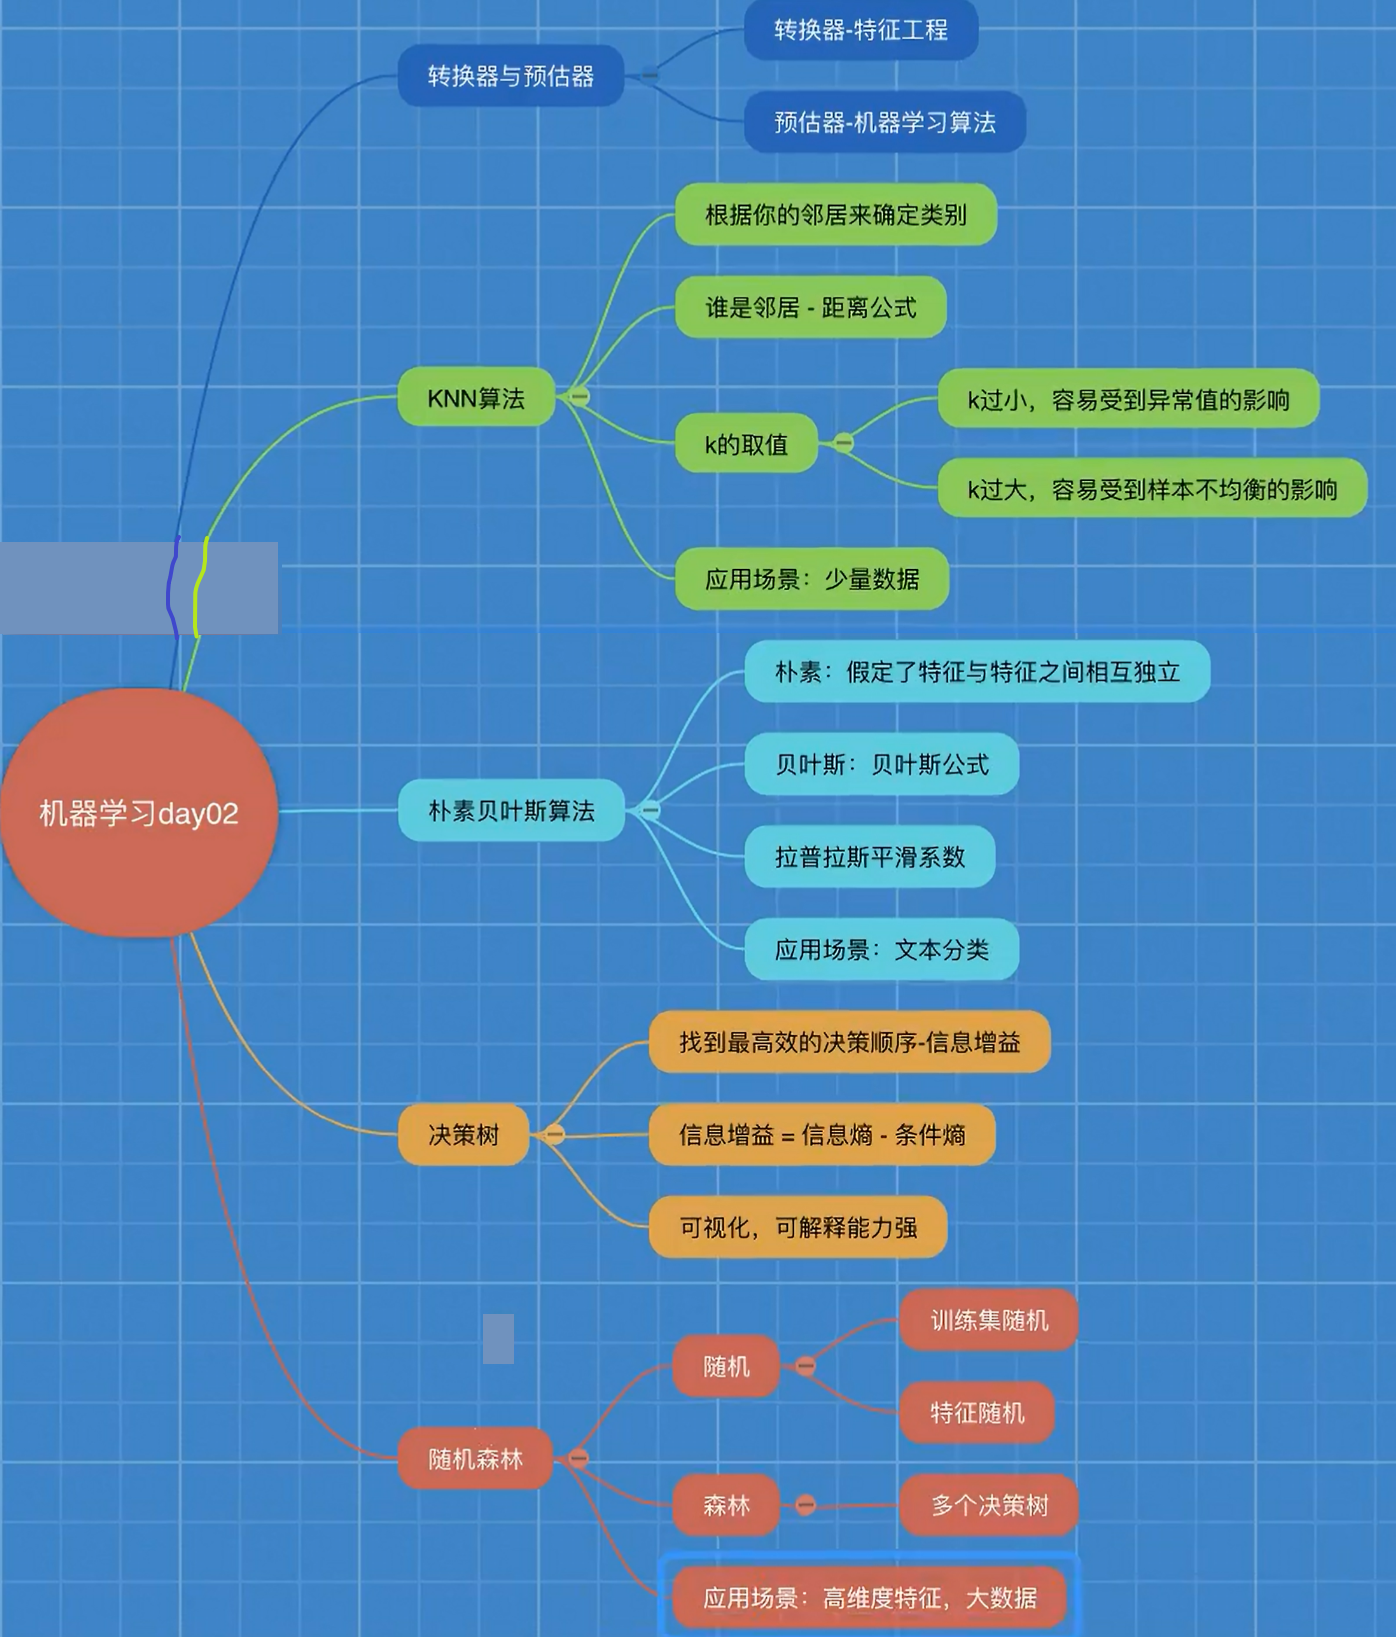 转换器-特征工程
转换器与预估器
预估器-机器学习算法
根据你的邻居来确定类别
谁是邻居 - 距离公式
KNN算法
k的取值
k过小，容易受到异常值的影响
k过大，容易受到样本不均衡的影响
应用场景：少量数据
朴素：假定了特征与特征之间相互独立
贝叶斯：贝叶斯公式
机器学习day02
朴素贝叶斯算法
拉普拉斯平滑系数
应用场景：文本分类
找到最高效的决策顺序-信息增益
决策树
信息增益 = 信息熵 - 条件熵
可视化，可解释能力强
训练集随机
随机
特征随机
随机森林
森林
多个决策树
应用场景：高维度特征，大数据